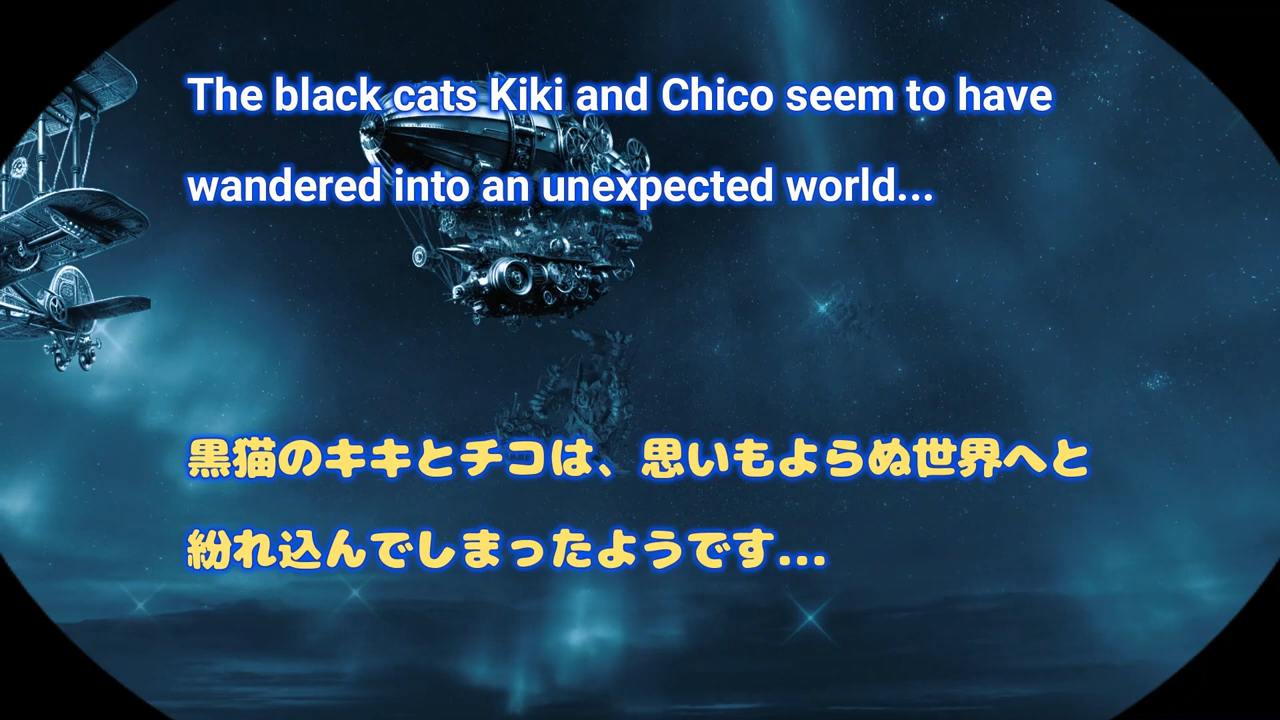 The black cats Kiki and Chico seem to have
wandered into an unexpected world...
黒猫のキキとチコは、思いもよらぬ世界へと
紛れ込んでしまったようです...